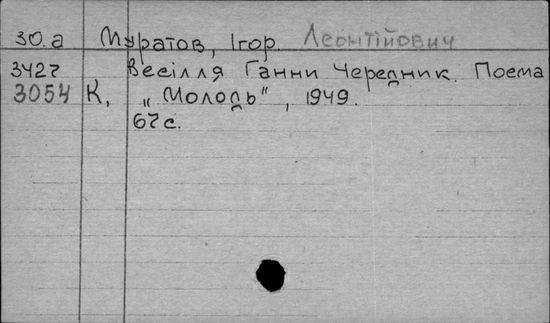 30.а Муратов, Ігор. Леонтійович
3427 Весілля Ганни Чередник. Поема
3054 К, „Молодь", 1949.
67с.